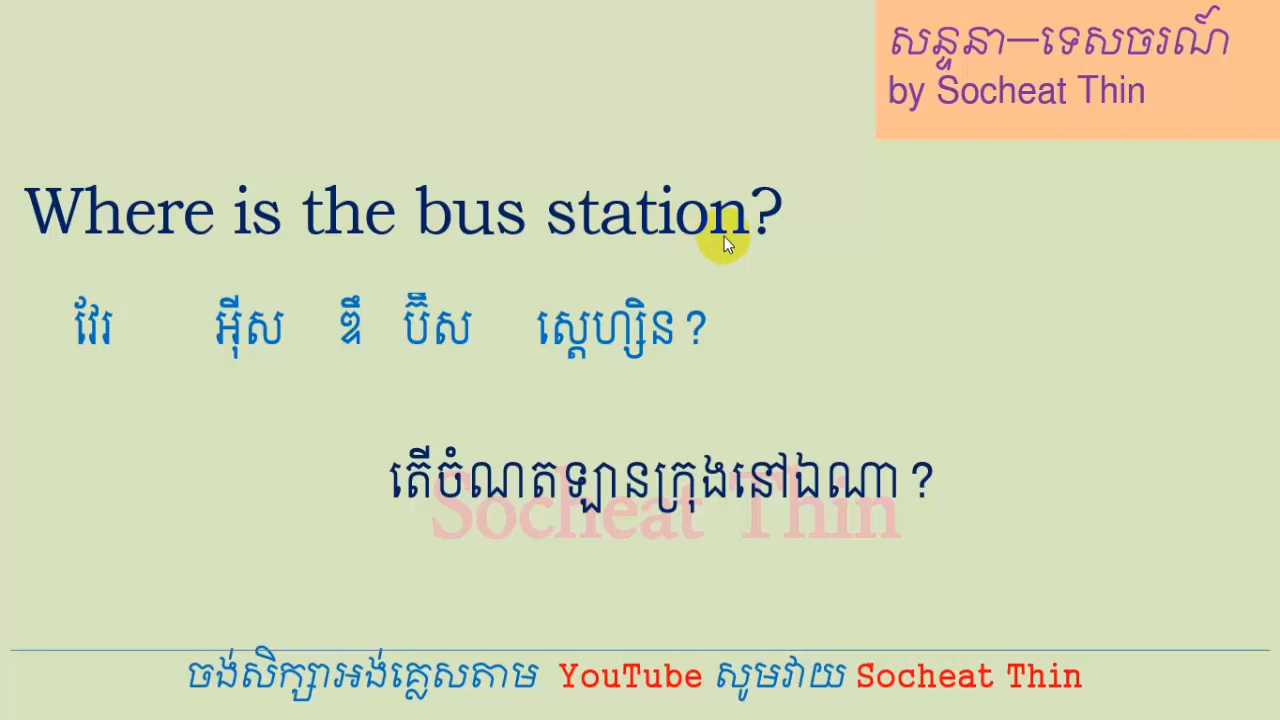 សន្ទនា—ទេសចរណ៍
by Socheat Thin
Where is the bus station?
វែរ អ៊ីស ឌឹ ប៊ឹស ស្តេហ្សិន?
តើចំណតឡានក្រុងនៅឯណា?
Socheat Thin
ចង់សិក្សាអង់គ្លេសតាម YouTube សូមវាយ Socheat Thin